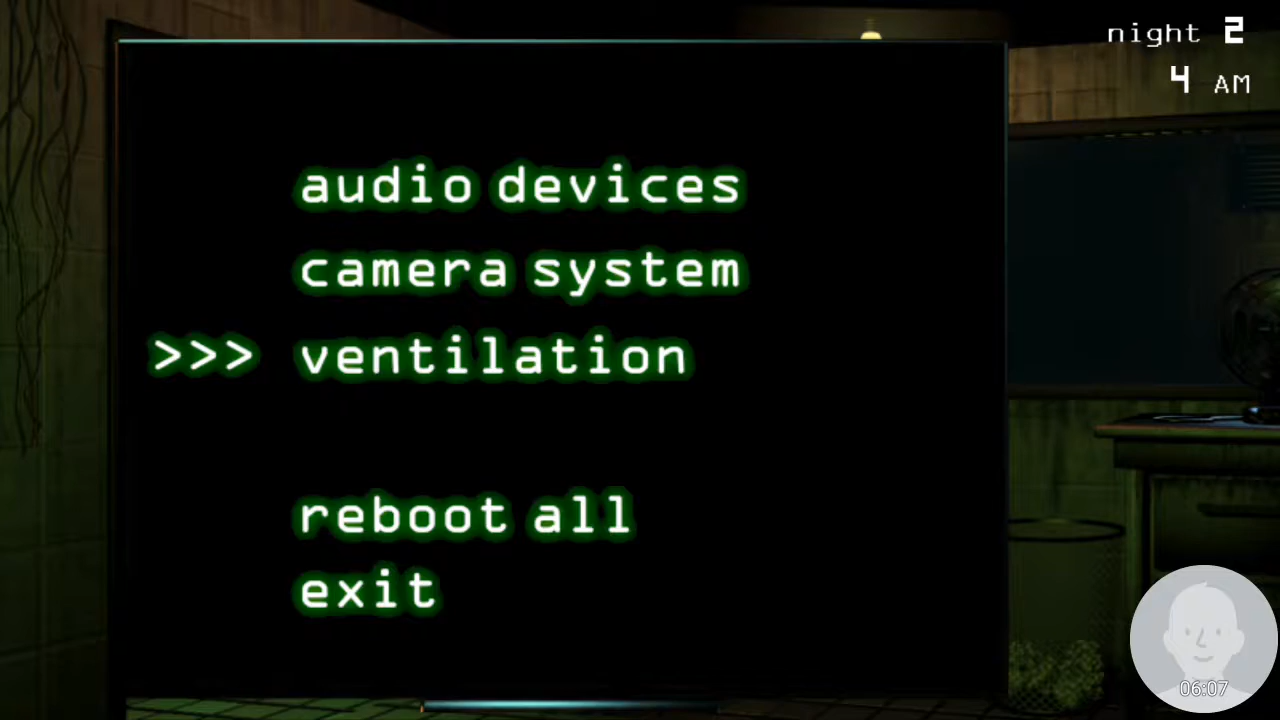 night 2
4 AM
audio devices
camera system
>>> ventilation
reboot all
exit
06:07